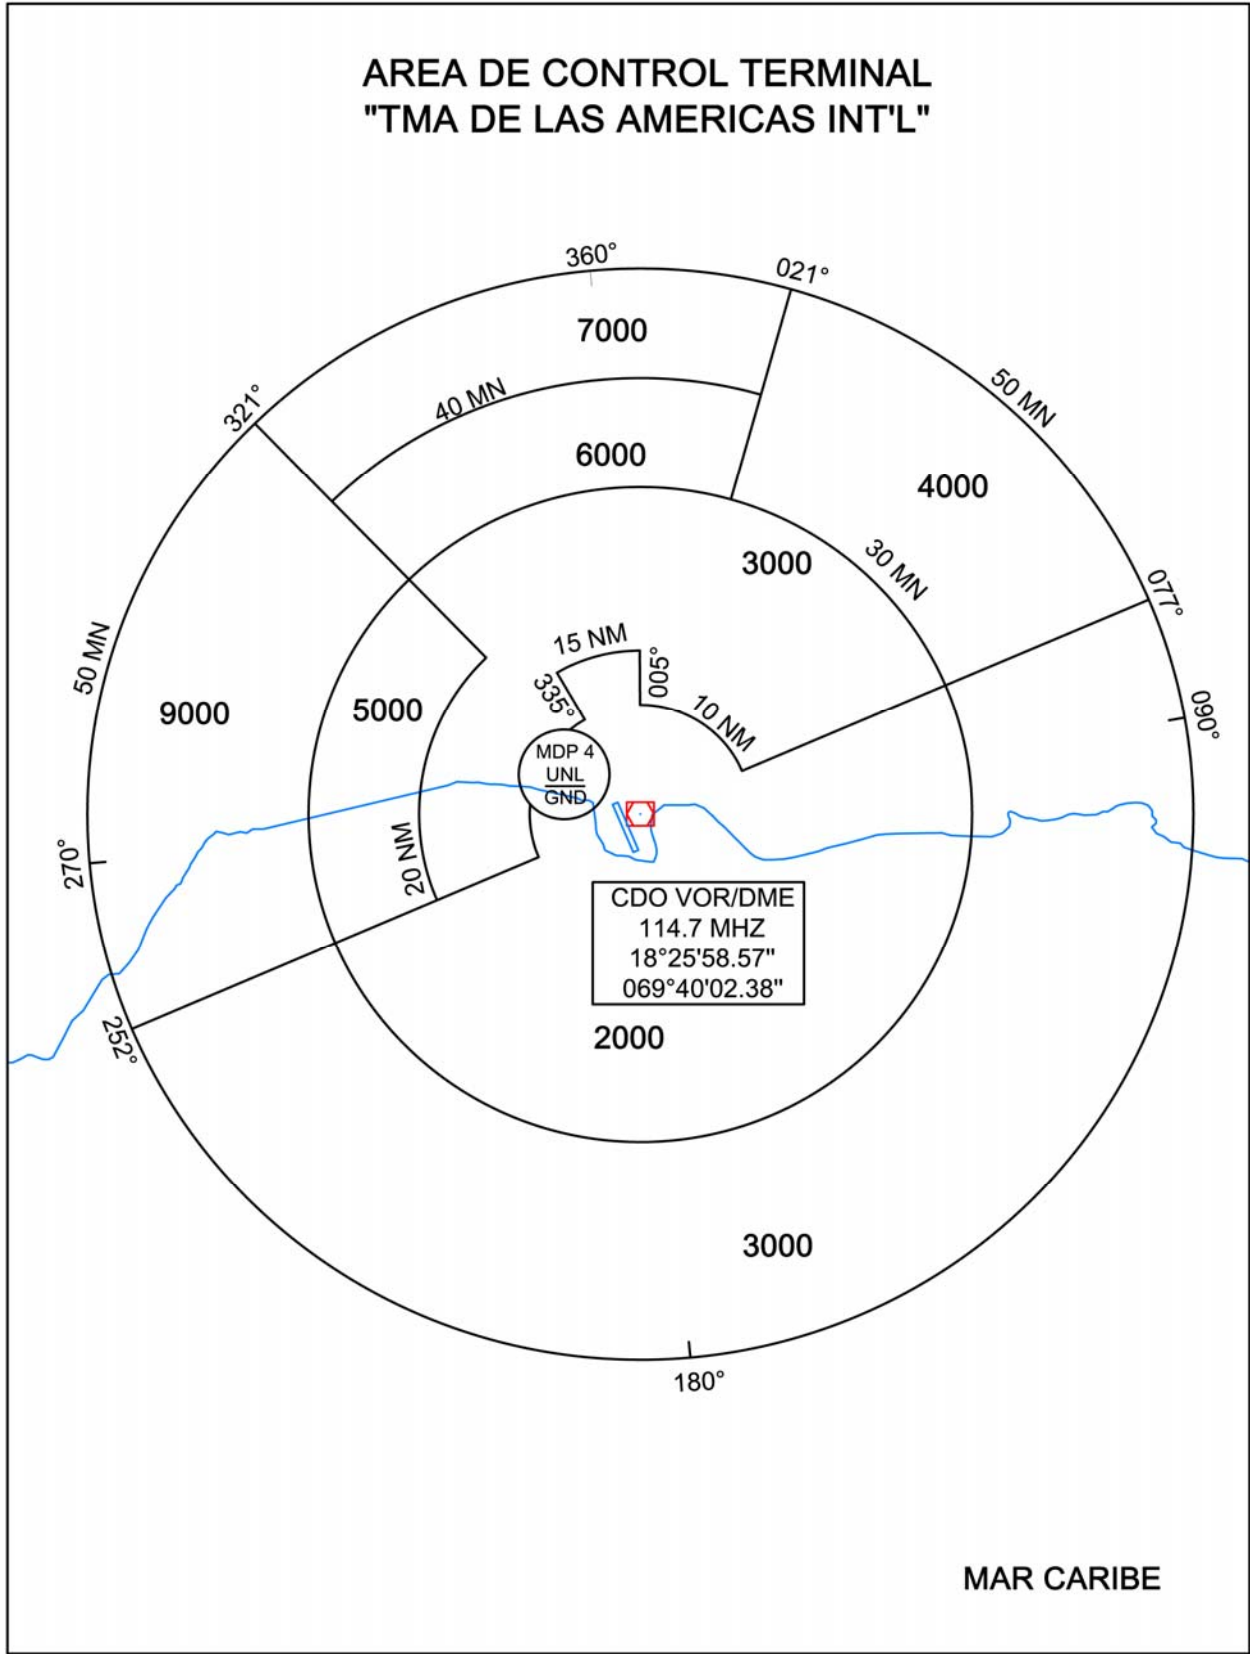 AREA DE CONTROL TERMINAL
"TMA DE LAS AMERICAS INT'L"
360°
021°
7000
321°
40 MN
50 MN
6000
4000
3000
30 MN
077°
50 MN
15 NM
005°
335°
9000
5000
10 NM
090°
MDP 4
UNL
GND
270°
20 NM
CDO VOR/DME
114.7 MHZ
18°25'58.57"
069°40'02.38"
252°
2000
3000
180°
MAR CARIBE